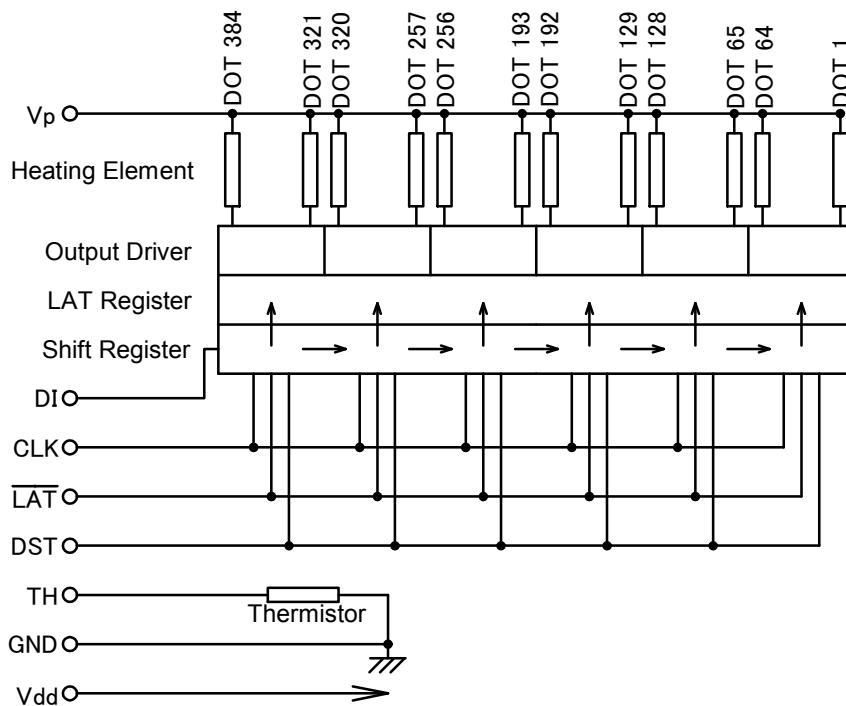 DOT 384
DOT 321
DOT 320
DOT 257
DOT 256
DOT 193
DOT 192
DOT 129
DOT 128
DOT 65
DOT 64
DOT 1
Vp
Heating Element
Output Driver
LAT Register
Shift Register
DI
CLK
LAT
DST
TH
Thermistor
GND
Vdd